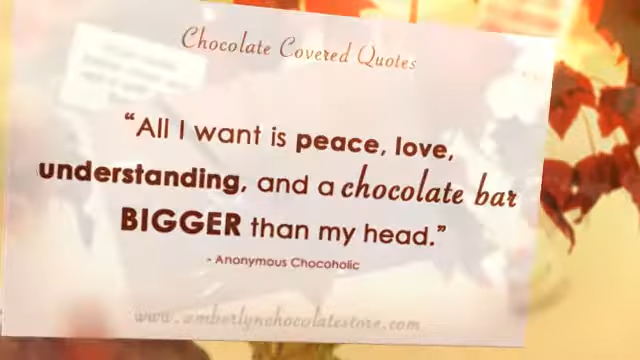 Chocolate Covered Quotes
“All I want is peace, love,
understanding, and a chocolate bar
BIGGER than my head.”
- Anonymous Chocoholic
www.amberlynchocolatestore.com